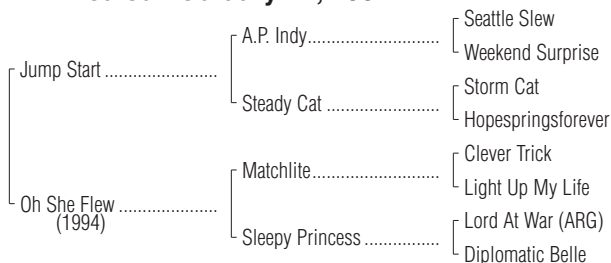 A.P. Indy
Seattle Slew
Weekend Surprise
Jump Start
Steady Cat
Storm Cat
Hopespringsforever
Matchlite
Clever Trick
Light Up My Life
Oh She Flew
(1994)
Sleepy Princess
Lord At War (ARG)
Diplomatic Belle